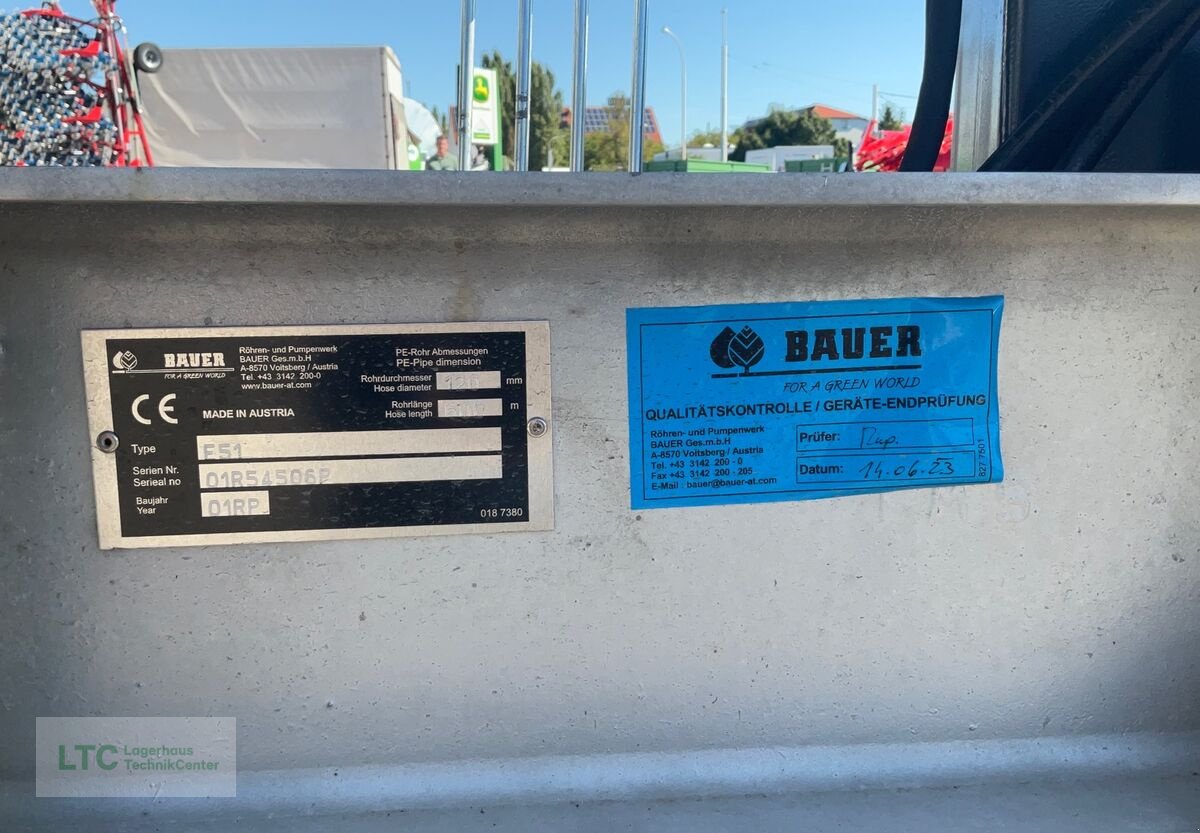 BAUER
FOR A GREEN WORLD
Röhren- und Pumpenwerk
BAUER Ges.m.b.H
A-8570 Voitsberg / Austria
Tel. +43 3142 200-0
www.bauer-at.com
PE-Rohr Abmessungen
PE-Pipe dimension
Rohrdurchmesser
Hose diameter
mm
Rohrlänge
Hose length
m
CE
MADE IN AUSTRIA
Type
E51
Serien Nr.
Serieal no
Baujahr
Year
018 7380
BAUER
FOR A GREEN WORLD
QUALITÄTSKONTROLLE / GERÄTE-ENDPRÜFUNG
Röhren- und Pumpenwerk
BAUER Ges.m.b.H
A-8570 Voitsberg / Austria
Tel. +43 3142 200 - 0
Fax +43 3142 200 - 205
E-Mail : bauer@bauer-at.com
Prüfer:
Datum: 14.06.23
827 7501
LTC Lagerhaus
TechnikCenter